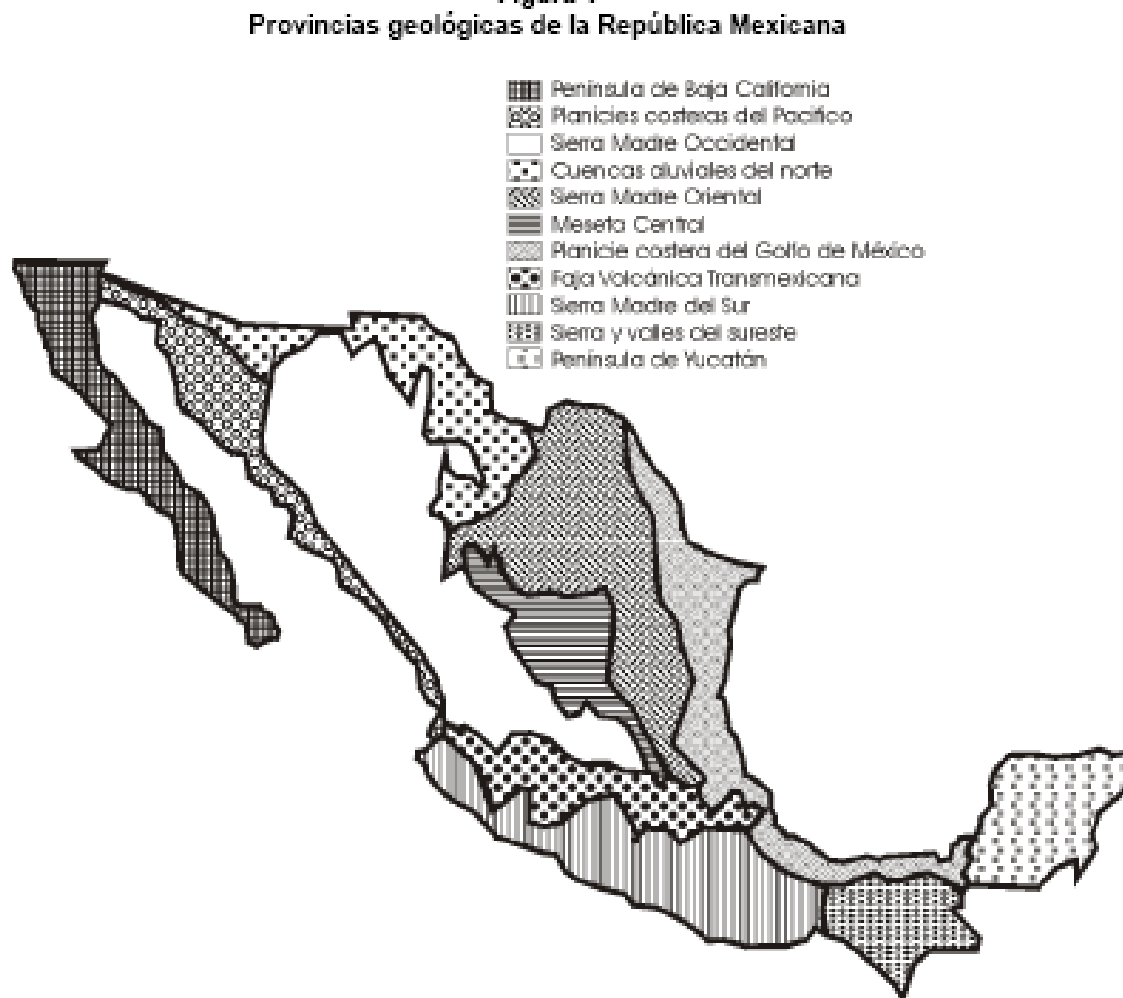 Provincias geológicas de la República Mexicana
Península de Baja California
Planicies costeras del Pacífico
Sierra Madre Occidental
Cuencas aluviales del norte
Sierra Madre Oriental
Meseta Central
Planicie costera del Golfo de México
Faja Volcánica Transmexicana
Sierra Madre del Sur
Sierra y valles del sureste
Península de Yucatán